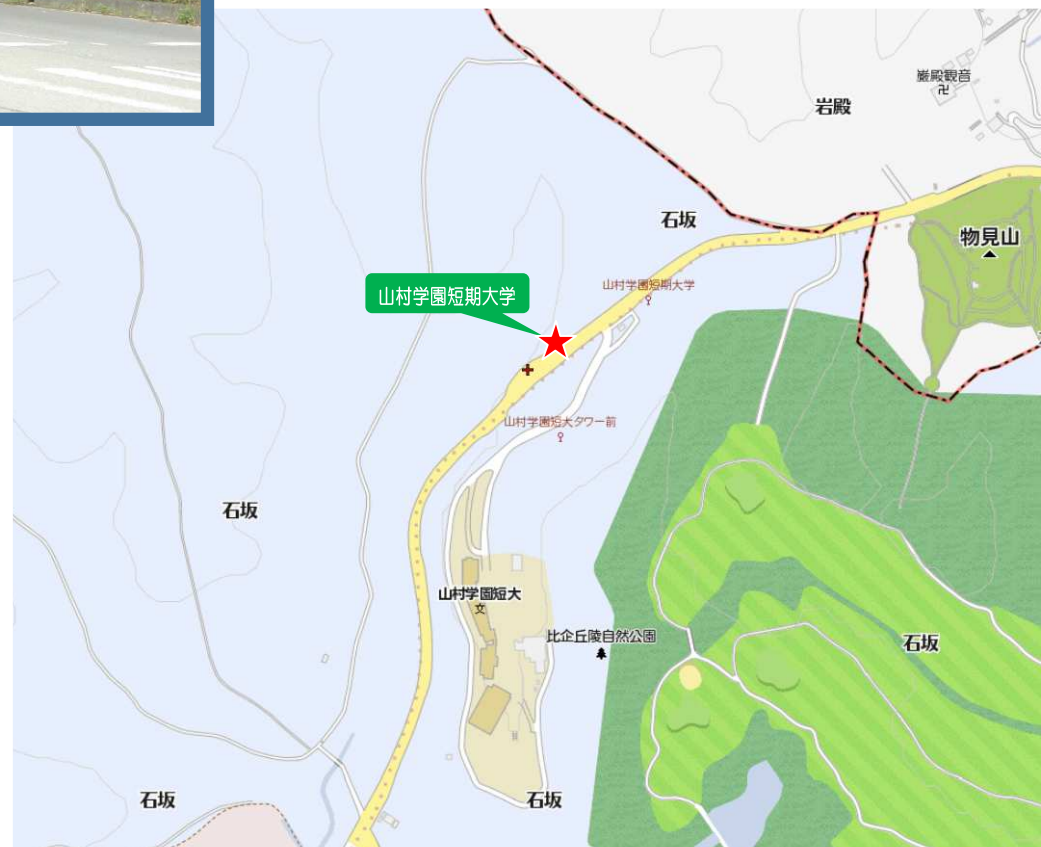 巌殿観音
卍
岩殿
石坂
物見山
山村学園短期大学
山村学園短期大学
山村学園短大タワー前
石坂
山村学園短大
文
比企丘陵自然公園
石坂
石坂
石坂